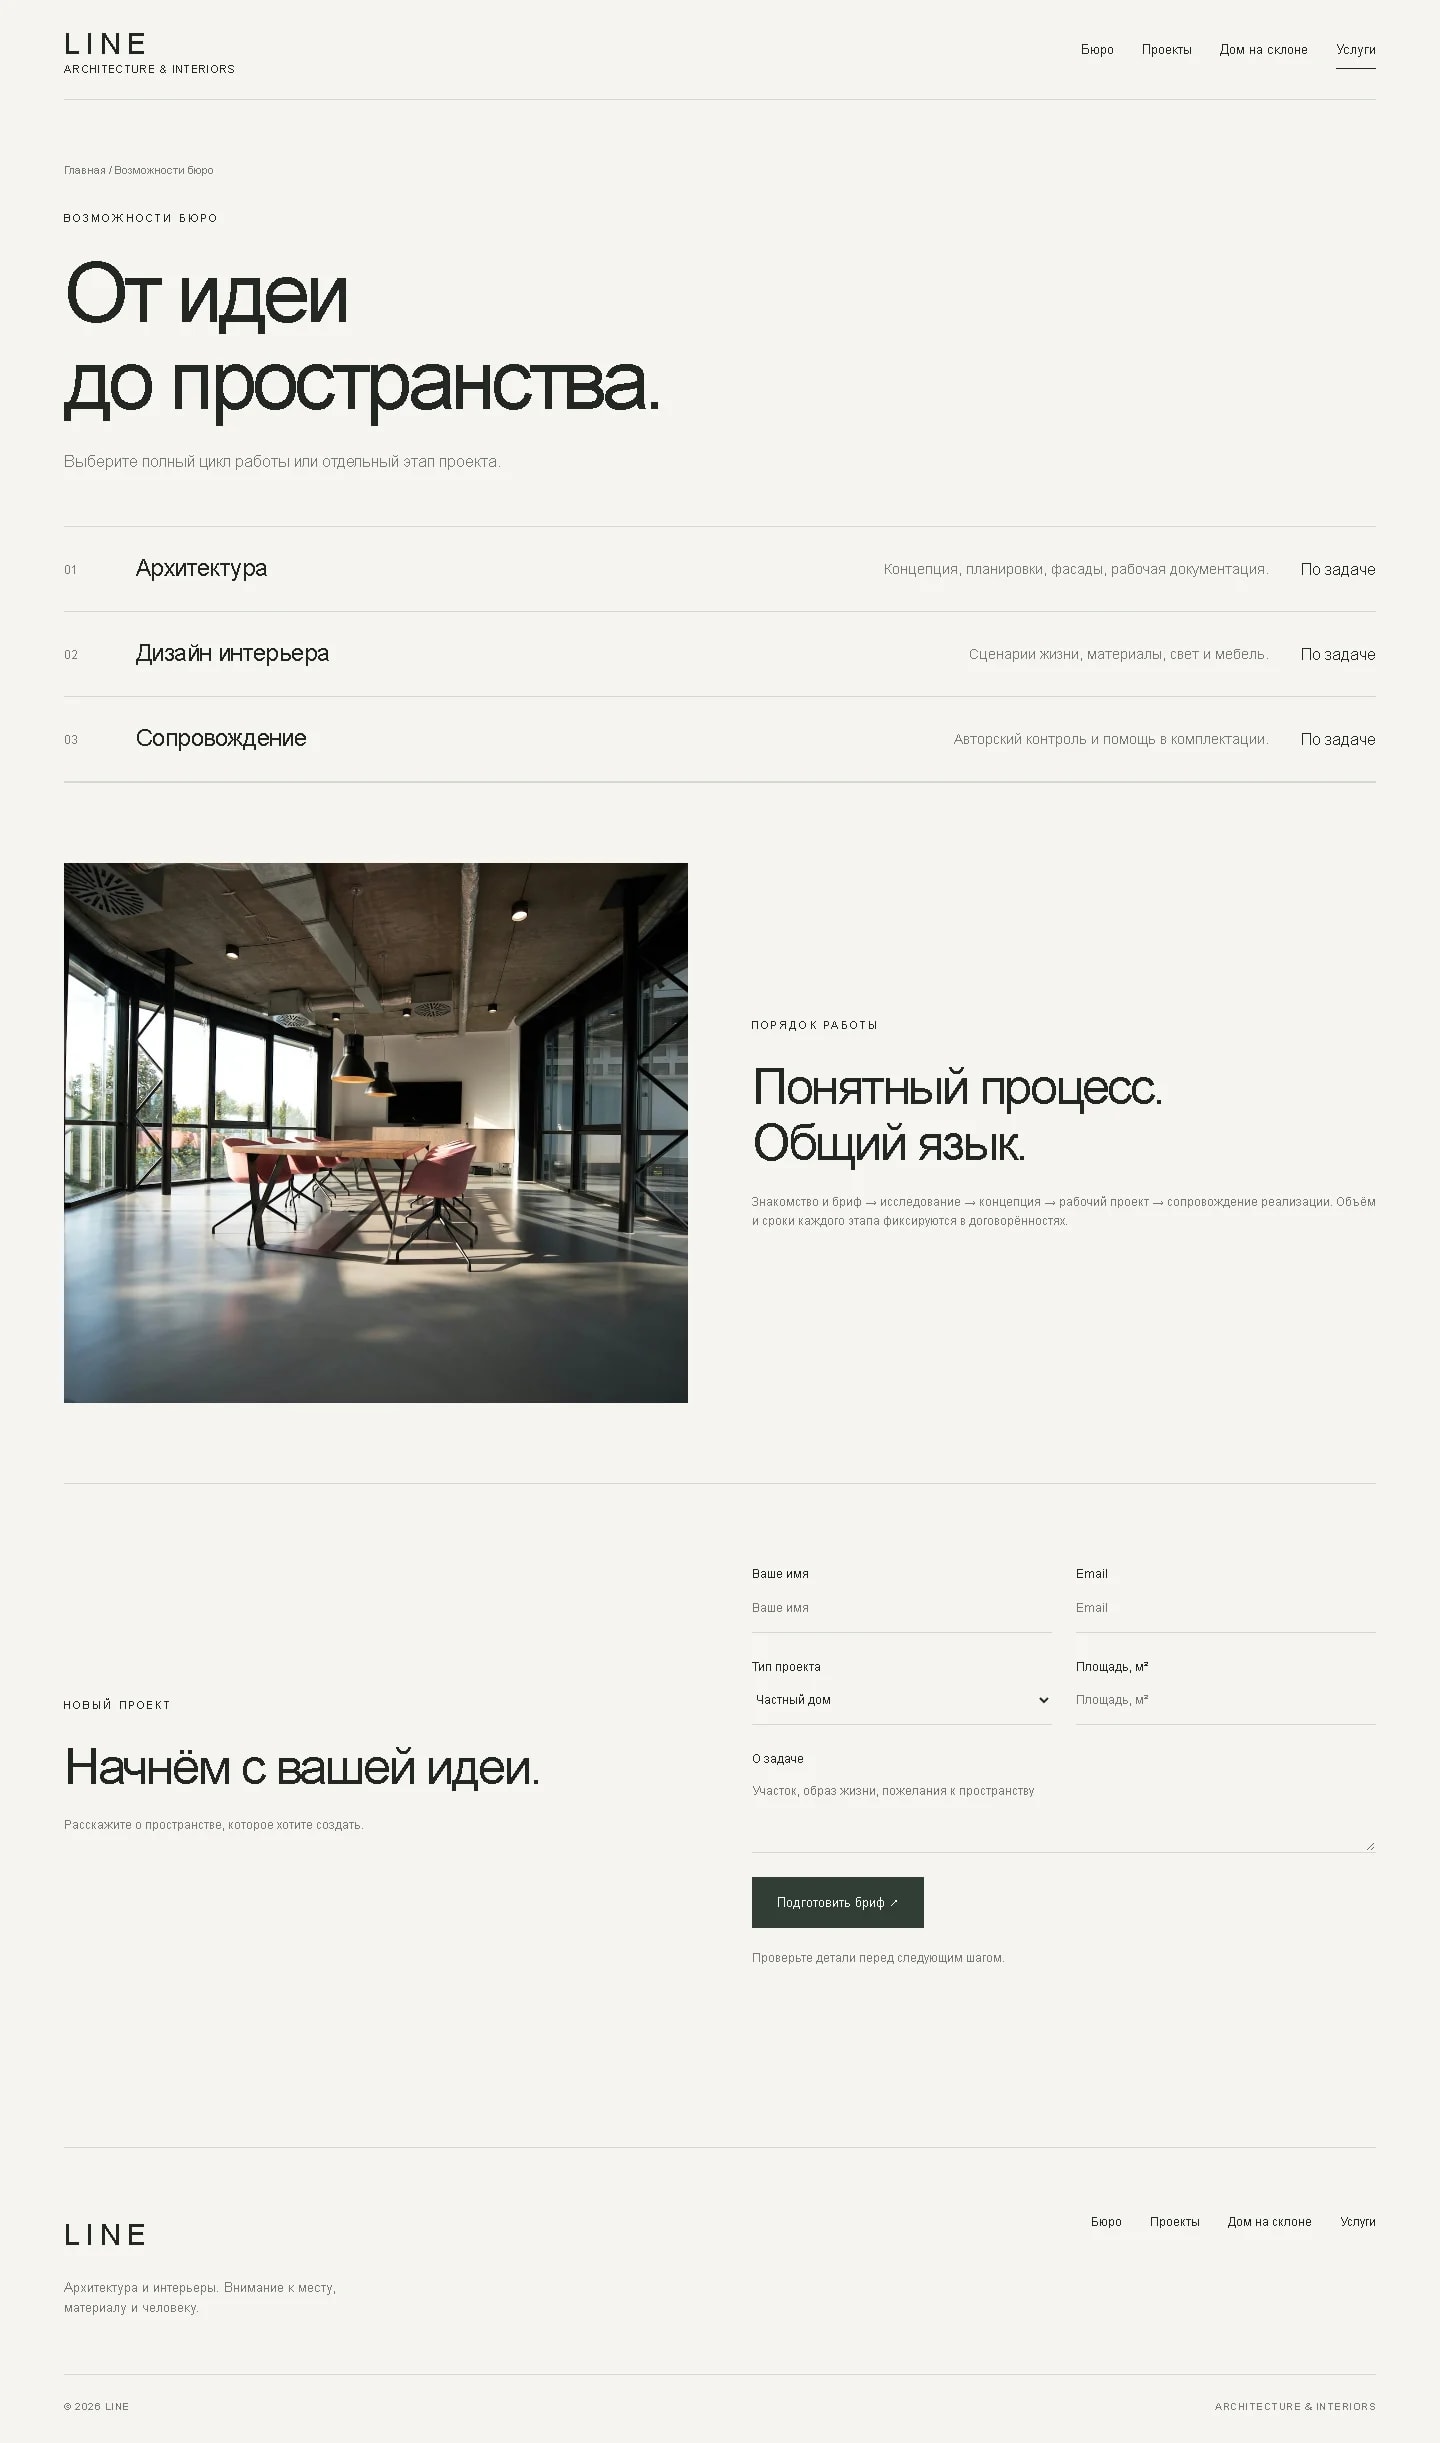 LINE
ARCHITECTURE & INTERIORS
Бюро
Проекты
Дом на склоне
Услуги
Главная / Возможности бюро
ВОЗМОЖНОСТИ БЮРО
От идеи
до пространства.
Выберите полный цикл работы или отдельный этап проекта.
01 Архитектура Концепция, планировки, фасады, рабочая документация. По задаче
02 Дизайн интерьера Сценарии жизни, материалы, свет и мебель. По задаче
03 Сопровождение Авторский контроль и помощь в комплектации. По задаче
ПОРЯДОК РАБОТЫ
Понятный процесс.
Общий язык.
Знакомство и бриф → исследование → концепция → рабочий проект → сопровождение реализации. Объём
и сроки каждого этапа фиксируются в договорённостях.
НОВЫЙ ПРОЕКТ
Начнём с вашей идеи.
Расскажите о пространстве, которое хотите создать.
Ваше имя
Ваше имя
Email
Email
Тип проекта
Частный дом
Площадь, м²
Площадь, м²
О задаче
Участок, образ жизни, пожелания к пространству
Подготовить бриф ↗
Проверьте детали перед следующим шагом.
LINE
Архитектура и интерьеры. Внимание к месту,
материалу и человеку.
Бюро
Проекты
Дом на склоне
Услуги
© 2026 LINE
ARCHITECTURE & INTERIORS